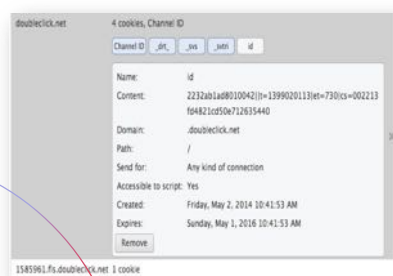 doubleclick.net 4 cookies, Channel ID
Channel ID _drt_ _svs _svtri id
Name: id
Content: 2232ab1ad8010042||t=1399020113|et=730|cs=002213
fd4821cd50e712635440
Domain: .doubleclick.net
Path: /
Send for: Any kind of connection
Accessible to script: Yes
Created: Friday, May 2, 2014 10:41:53 AM
Expires: Sunday, May 1, 2016 10:41:53 AM
Remove
1585961.fls.doubleclick.net 1 cookie